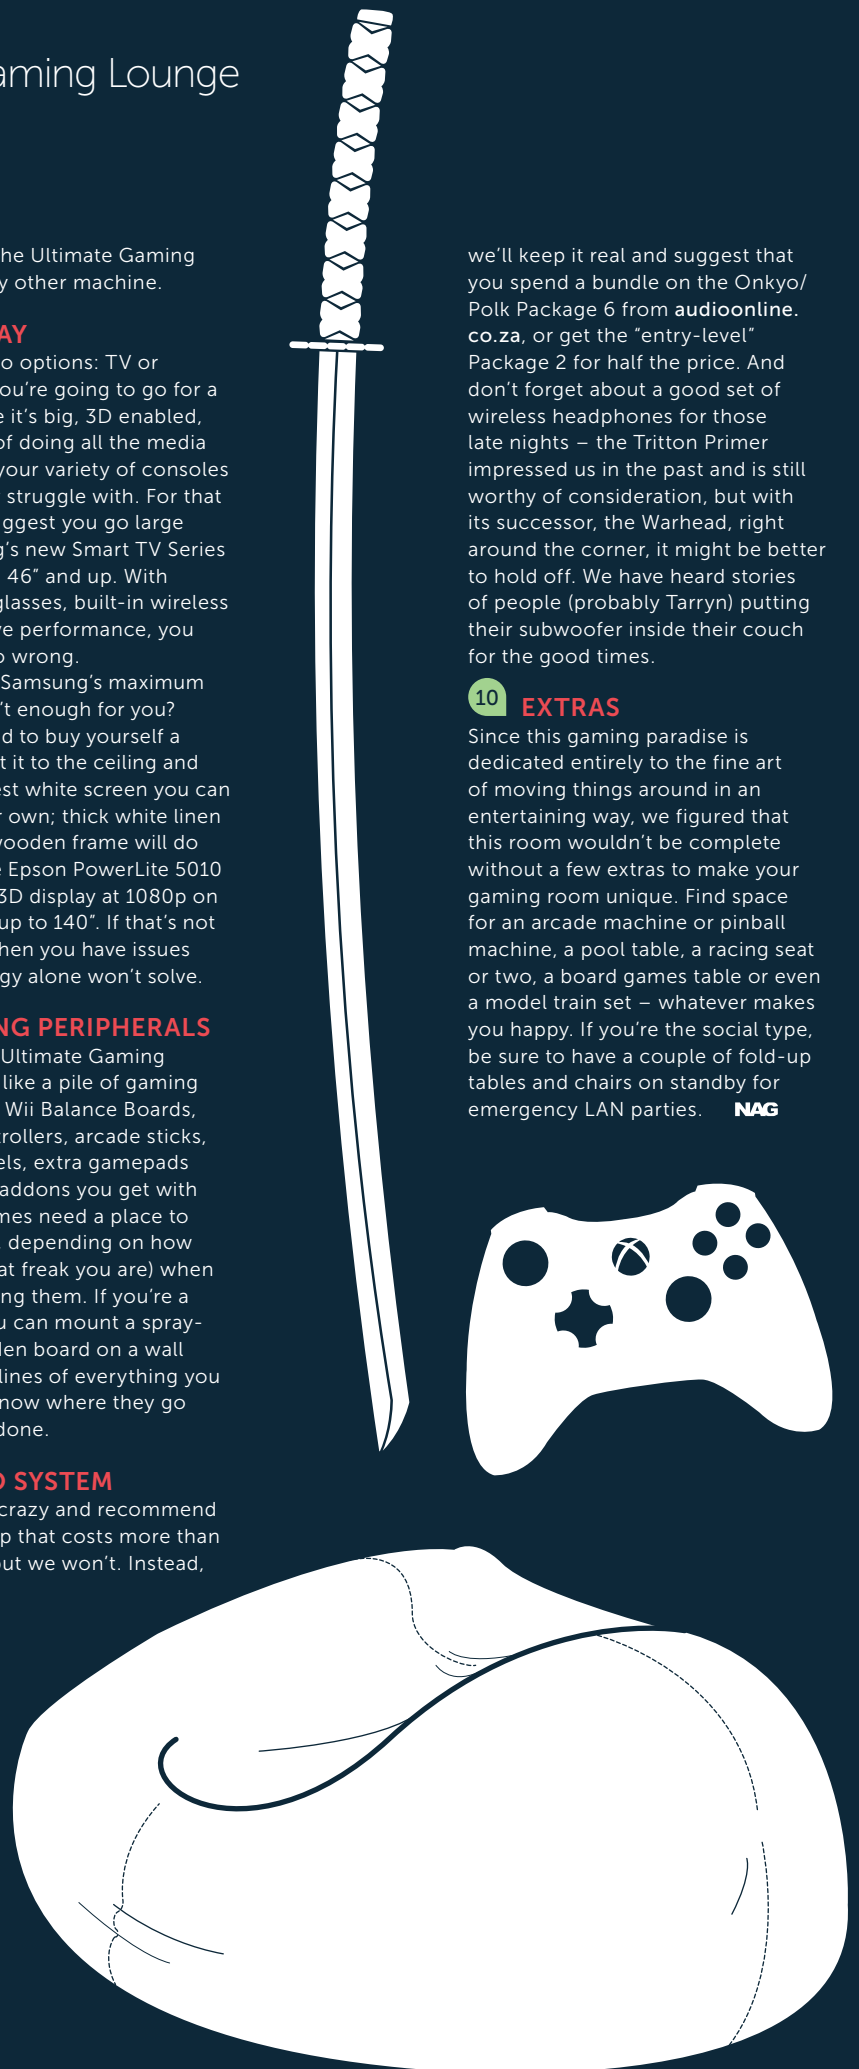 aming Lounge
he Ultimate Gaming
y other machine.
AY
o options: TV or
ou're going to go for a
e it's big, 3D enabled,
of doing all the media
your variety of consoles
struggle with. For that
ggest you go large
g's new Smart TV Series
46” and up. With
glasses, built-in wireless
ve performance, you
o wrong.
Samsung's maximum
't enough for you?
d to buy yourself a
t it to the ceiling and
est white screen you can
r own; thick white linen
wooden frame will do
e Epson PowerLite 5010
3D display at 1080p on
up to 140”. If that's not
then you have issues
gy alone won't solve.
NG PERIPHERALS
Ultimate Gaming
like a pile of gaming
Wii Balance Boards,
trollers, arcade sticks,
els, extra gamepads
addons you get with
mes need a place to
. depending on how
at freak you are) when
ng them. If you're a
u can mount a spray-
den board on a wall
lines of everything you
now where they go
done.
D SYSTEM
crazy and recommend
p that costs more than
but we won't. Instead,
we'll keep it real and suggest that
you spend a bundle on the Onkyo/
Polk Package 6 from audioonline.
co.za, or get the “entry-level”
Package 2 for half the price. And
don't forget about a good set of
wireless headphones for those
late nights – the Tritton Primer
impressed us in the past and is still
worthy of consideration, but with
its successor, the Warhead, right
around the corner, it might be better
to hold off. We have heard stories
of people (probably Tarryn) putting
their subwoofer inside their couch
for the good times.
10 EXTRAS
Since this gaming paradise is
dedicated entirely to the fine art
of moving things around in an
entertaining way, we figured that
this room wouldn't be complete
without a few extras to make your
gaming room unique. Find space
for an arcade machine or pinball
machine, a pool table, a racing seat
or two, a board games table or even
a model train set – whatever makes
you happy. If you're the social type,
be sure to have a couple of fold-up
tables and chairs on standby for
emergency LAN parties. NAG